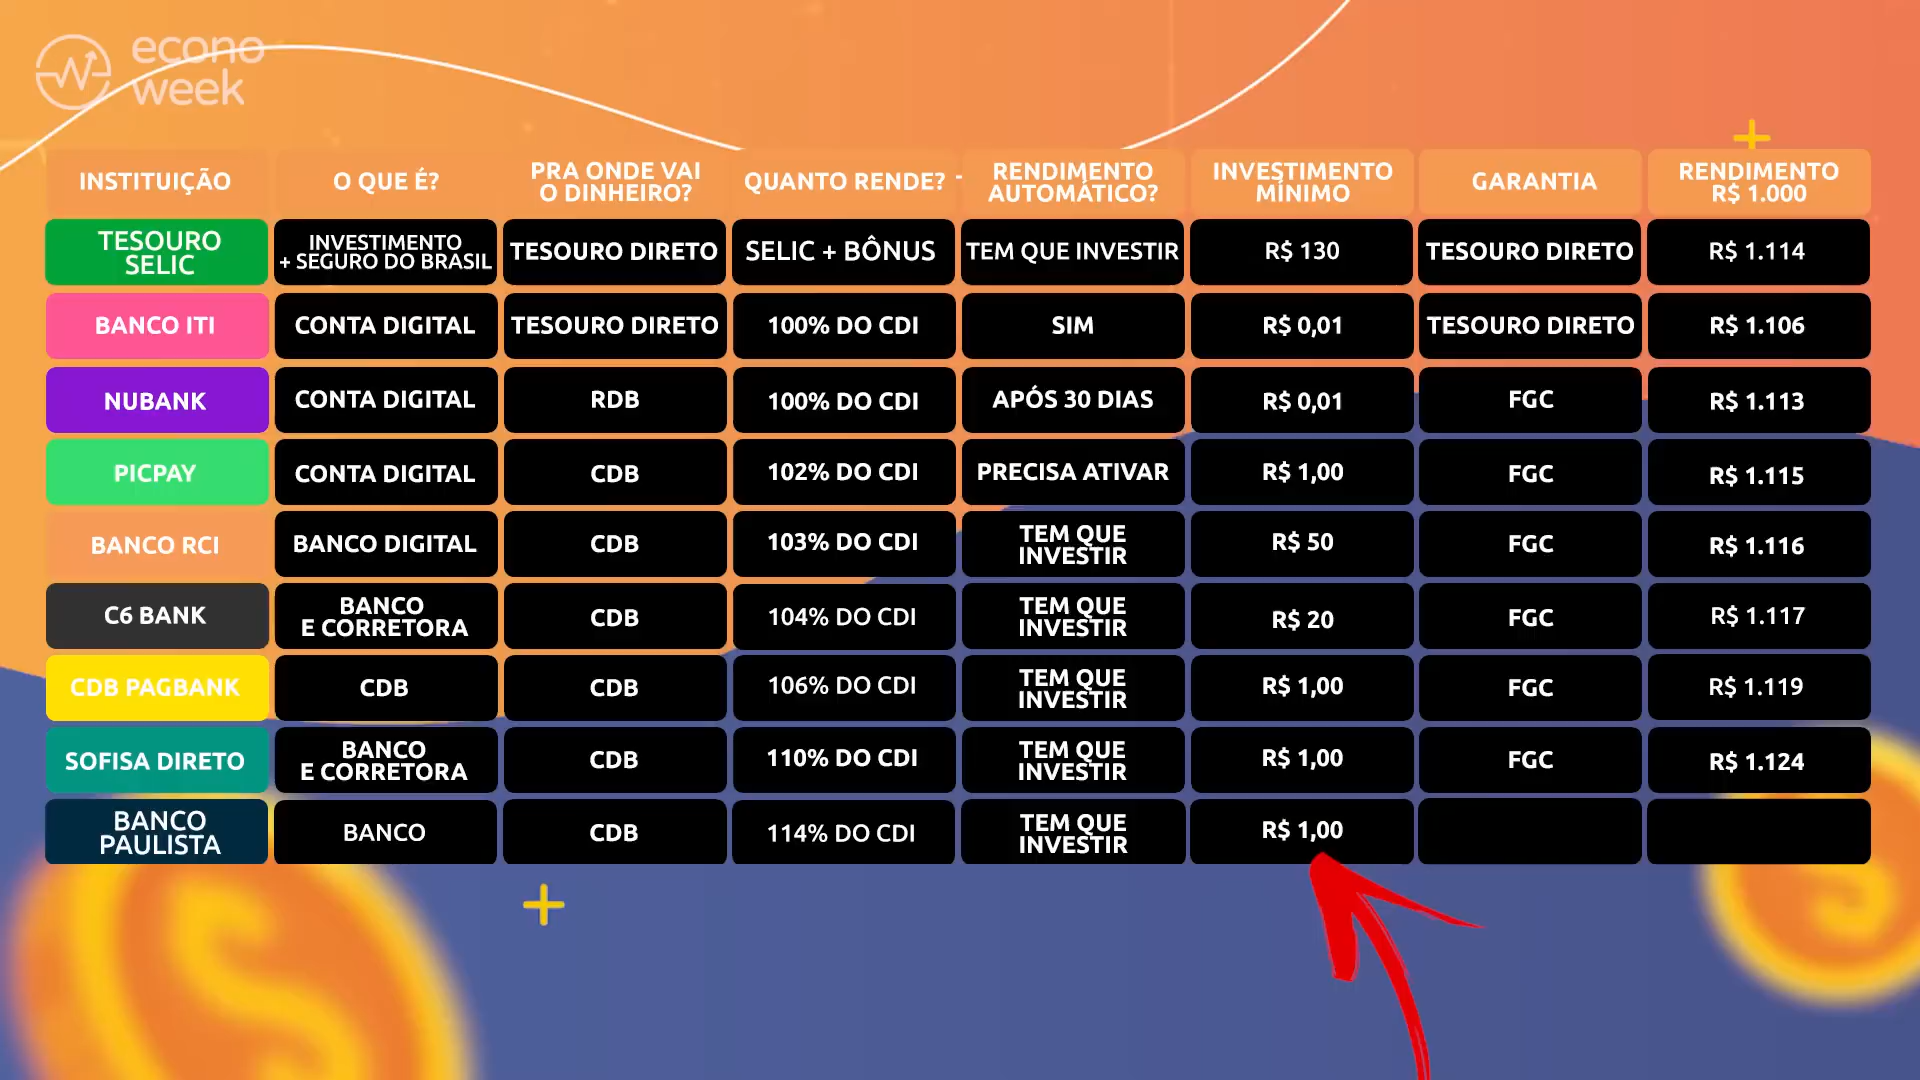 econo
week
INSTITUIÇÃO
O QUE É?
PRA ONDE VAI
O DINHEIRO?
QUANTO RENDE? -
RENDIMENTO
AUTOMÁTICO?
INVESTIMENTO
MÍNIMO
GARANTIA
RENDIMENTO
R$ 1.000
TESOURO
SELIC
INVESTIMENTO
+ SEGURO DO BRASIL
TESOURO DIRETO
SELIC + BÔNUS
TEM QUE INVESTIR
R$ 130
TESOURO DIRETO
R$ 1.114
BANCO ITI
CONTA DIGITAL
TESOURO DIRETO
100% DO CDI
SIM
R$ 0,01
TESOURO DIRETO
R$ 1.106
NUBANK
CONTA DIGITAL
RDB
100% DO CDI
APÓS 30 DIAS
R$ 0,01
FGC
R$ 1.113
PICPAY
CONTA DIGITAL
CDB
102% DO CDI
PRECISA ATIVAR
R$ 1,00
FGC
R$ 1.115
BANCO RCI
BANCO DIGITAL
CDB
103% DO CDI
TEM QUE
INVESTIR
R$ 50
FGC
R$ 1.116
C6 BANK
BANCO
E CORRETORA
CDB
104% DO CDI
TEM QUE
INVESTIR
R$ 20
FGC
R$ 1.117
CDB PAGBANK
CDB
CDB
106% DO CDI
TEM QUE
INVESTIR
R$ 1,00
FGC
R$ 1.119
SOFISA DIRETO
BANCO
E CORRETORA
CDB
110% DO CDI
TEM QUE
INVESTIR
R$ 1,00
FGC
R$ 1.124
BANCO
PAULISTA
BANCO
CDB
114% DO CDI
TEM QUE
INVESTIR
R$ 1,00